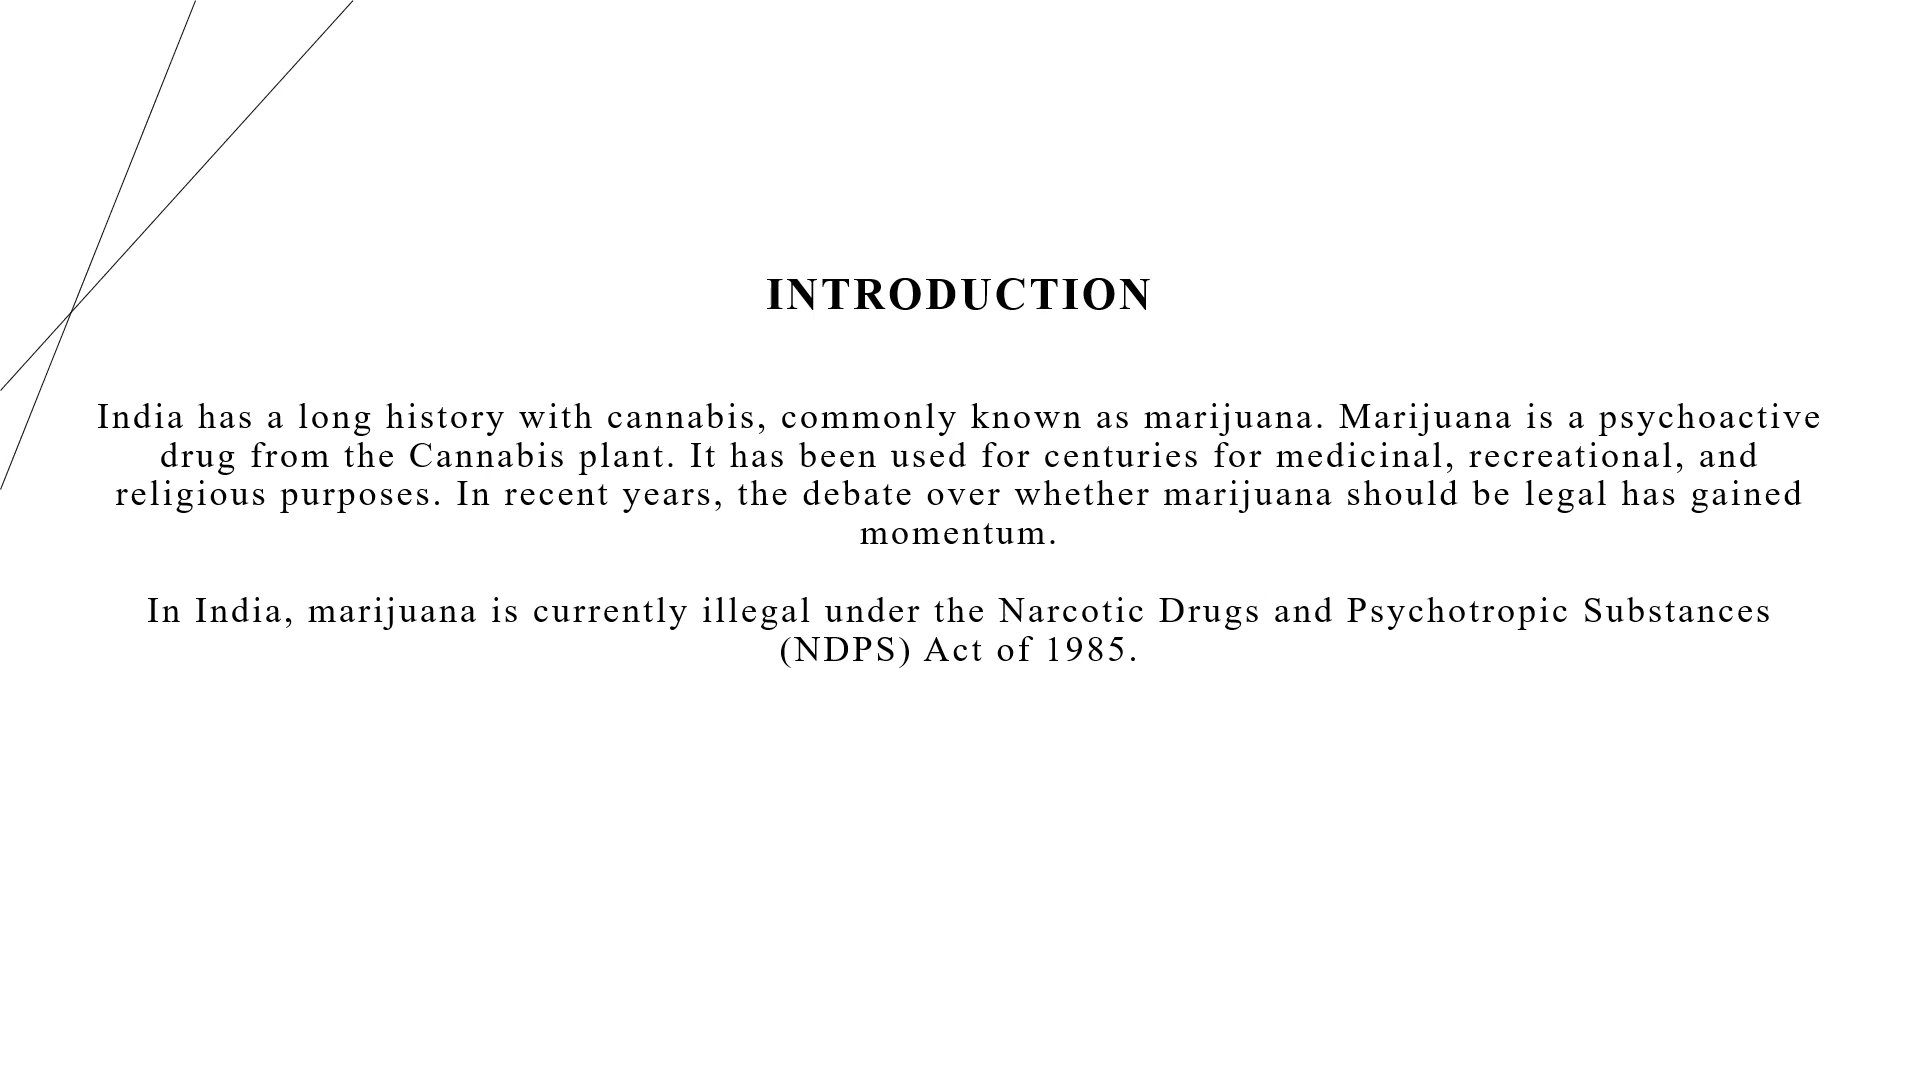 INTRODUCTION
India has a long history with cannabis, commonly known as marijuana. Marijuana is a psychoactive
drug from the Cannabis plant. It has been used for centuries for medicinal, recreational, and
religious purposes. In recent years, the debate over whether marijuana should be legal has gained
momentum.
In India, marijuana is currently illegal under the Narcotic Drugs and Psychotropic Substances
(NDPS) Act of 1985.